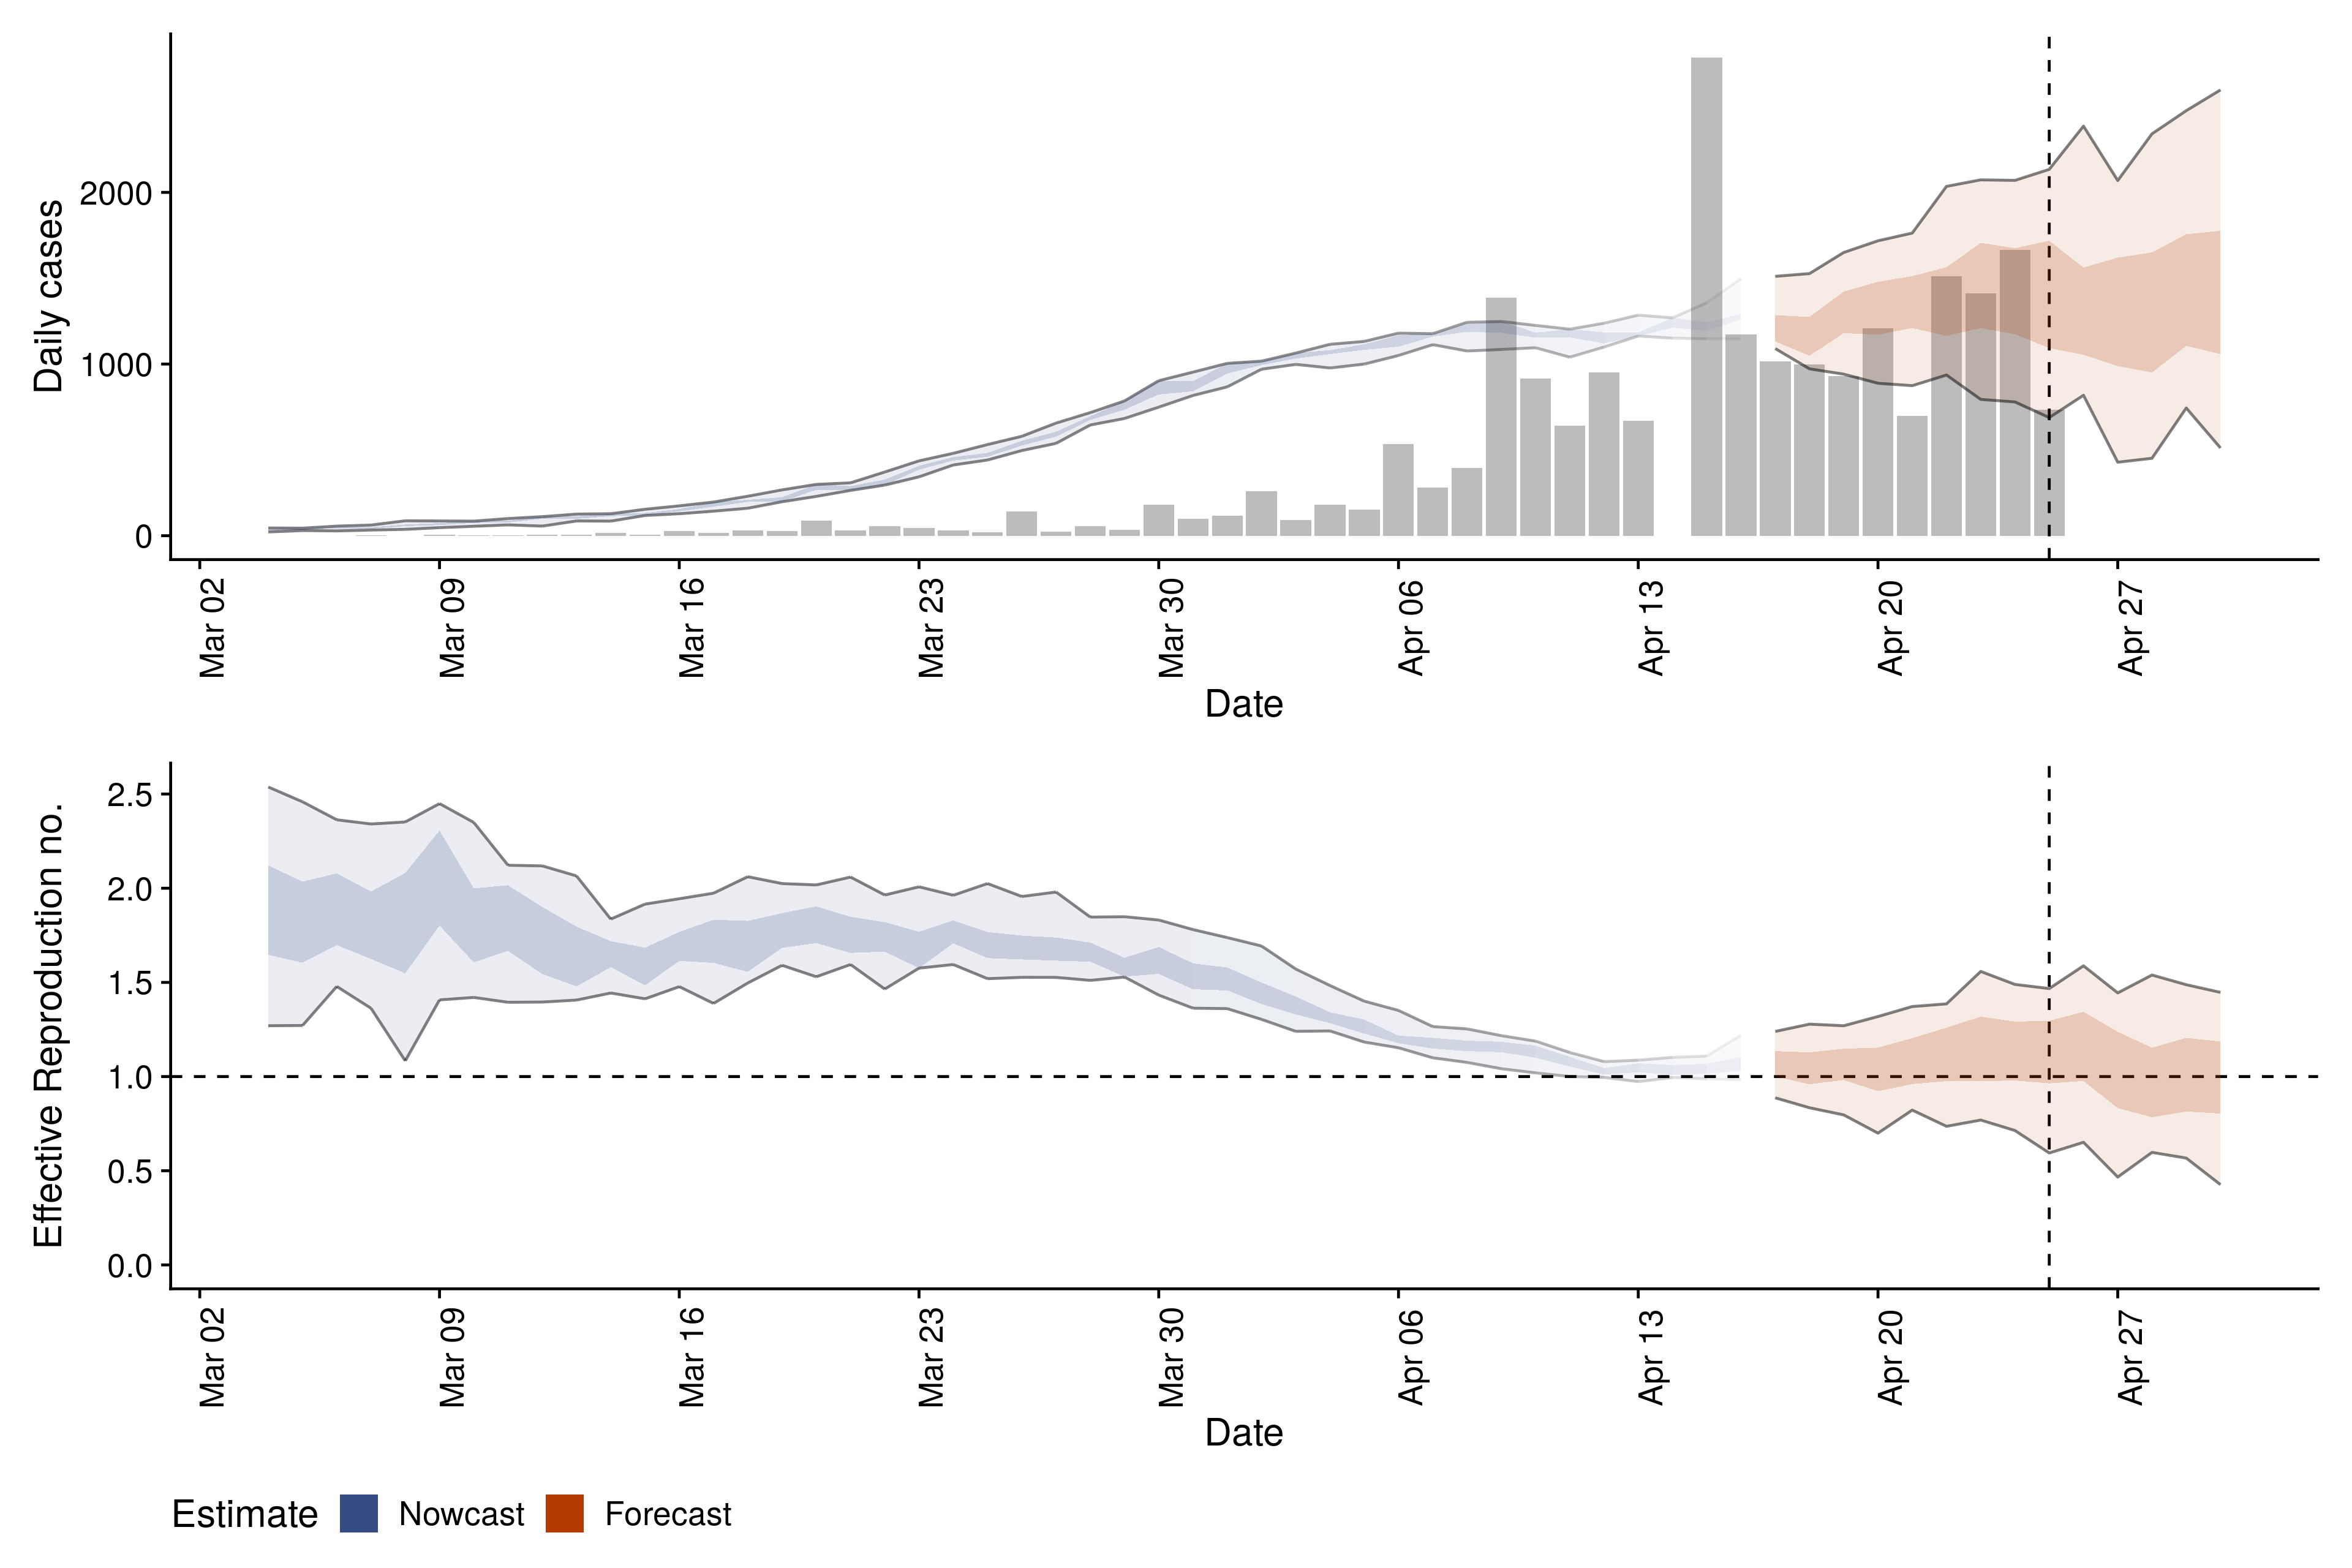 Daily cases
2000
1000
0
Mar 02
Mar 09
Mar 16
Mar 23
Mar 30
Apr 06
Apr 13
Apr 20
Apr 27
Date
Effective Reproduction no.
2.5
2.0
1.5
1.0
0.5
0.0
Mar 02
Mar 09
Mar 16
Mar 23
Mar 30
Apr 06
Apr 13
Apr 20
Apr 27
Date
Estimate Nowcast Forecast